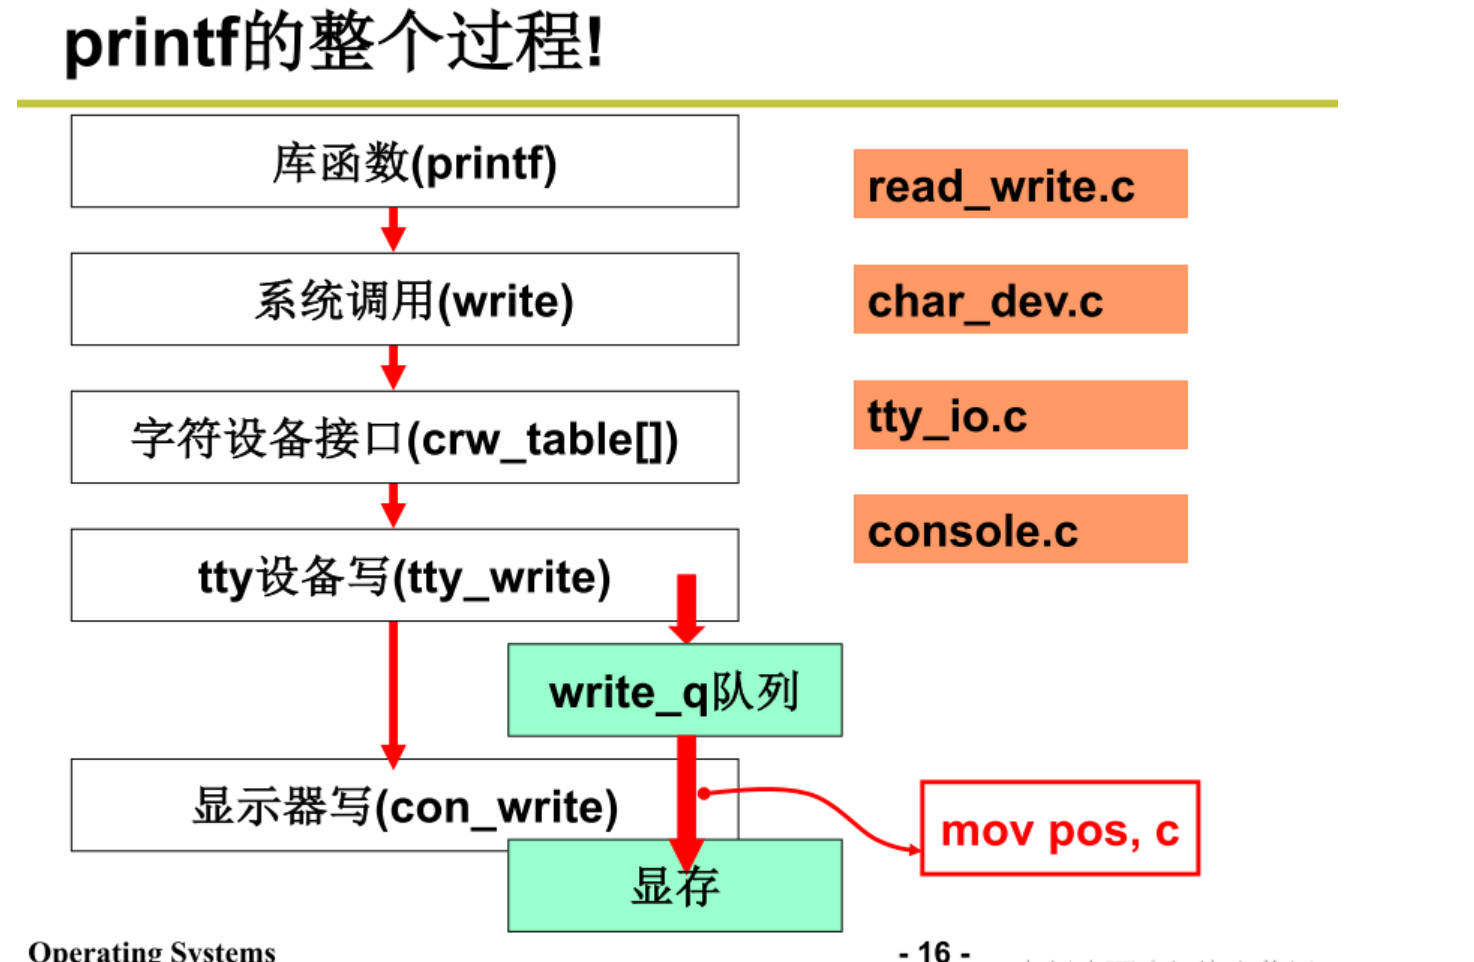 printf的整个过程!
库函数(printf)
系统调用(write)
字符设备接口(crw_table[])
tty设备写(tty_write)
write_q队列
显示器写(con_write)
显存
read_write.c
char_dev.c
tty_io.c
console.c
mov pos, c
Operating Systems
- 16 -